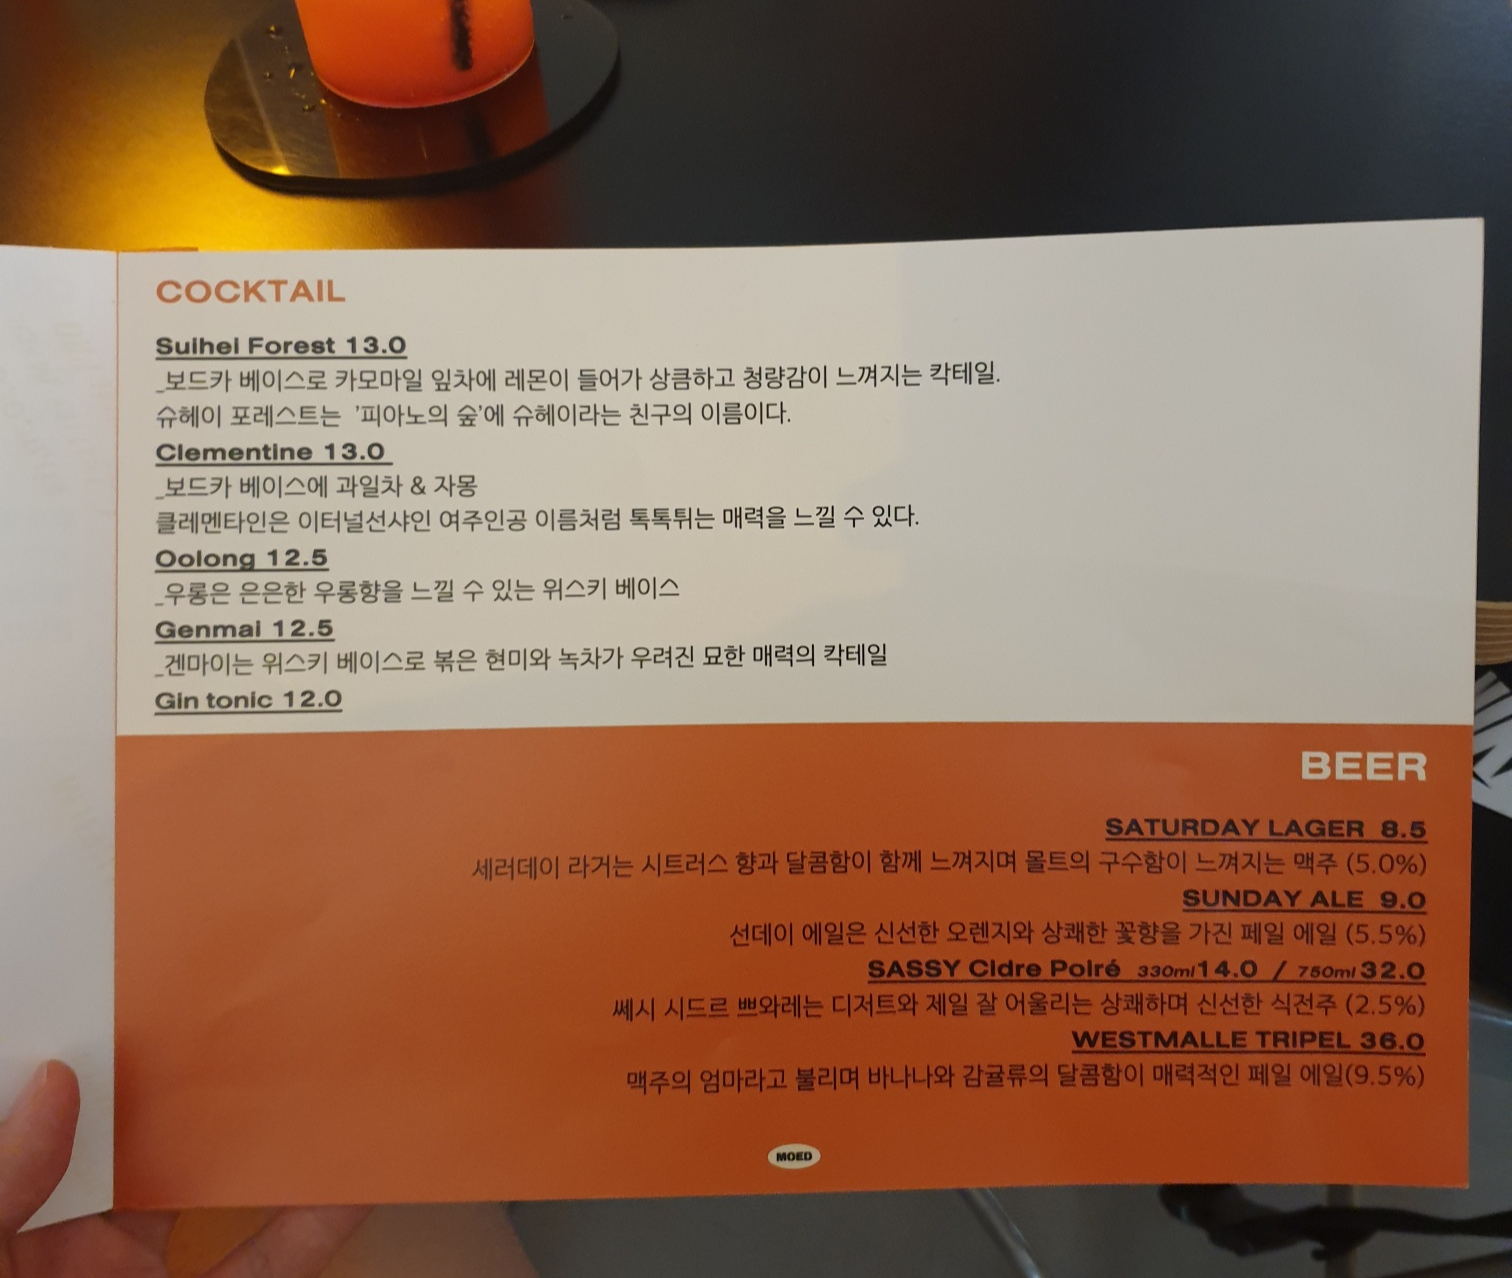 COCKTAIL
Suihei Forest 13.0
_보드카 베이스로 카모마일 잎차에 레몬이 들어가 상큼하고 청량감이 느껴지는 칵테일.
슈헤이 포레스트는 '피아노의 숲'에 슈헤이라는 친구의 이름이다.
Clementine 13.0
_보드카 베이스에 과일차 & 자몽
클레멘타인은 이터널선샤인 여주인공 이름처럼 톡톡튀는 매력을 느낄 수 있다.
Oolong 12.5
_우롱은 은은한 우롱향을 느낄 수 있는 위스키 베이스
Genmai 12.5
_겐마이는 위스키 베이스로 볶은 현미와 녹차가 우려진 묘한 매력의 칵테일
Gin tonic 12.0
BEER
SATURDAY LAGER 8.5
세러데이 라거는 시트러스 향과 달콤함이 함께 느껴지며 몰트의 구수함이 느껴지는 맥주 (5.0%)
SUNDAY ALE 9.0
선데이 에일은 신선한 오렌지와 상쾌한 꽃향을 가진 페일 에일 (5.5%)
SASSY Cidre Poiré 330ml 14.0 / 750ml 32.0
쎄시 시드르 쁘와레는 디저트와 제일 잘 어울리는 상쾌하며 신선한 식전주 (2.5%)
WESTMALLE TRIPEL 36.0
맥주의 엄마라고 불리며 바나나와 감귤류의 달콤함이 매력적인 페일 에일(9.5%)
MOED